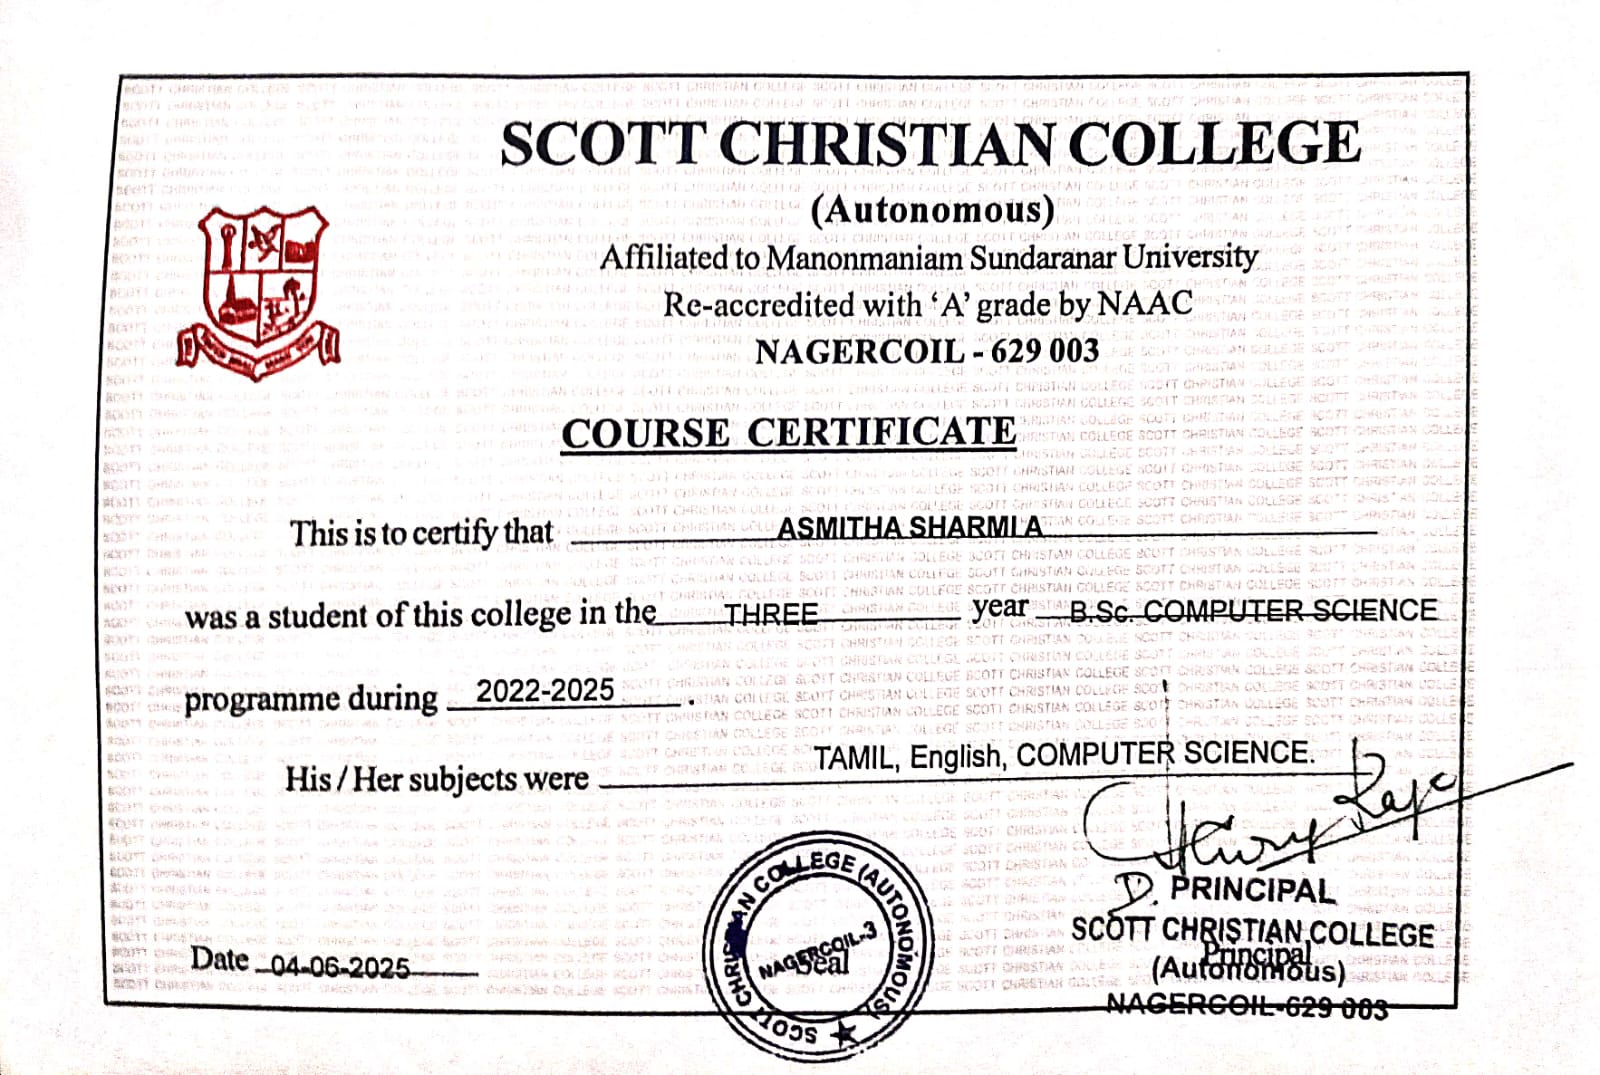 SCOTT CHRISTIAN COLLEGE
(Autonomous)
Affiliated to Manonmaniam Sundaranar University
Re-accredited with ‘A’ grade by NAAC
NAGERCOIL - 629 003
COURSE CERTIFICATE
This is to certify that ASMITHA SHARMLA
was a student of this college in the THREE year B.Sc. COMPUTER SCIENCE
programme during 2022-2025.
His / Her subjects were TAMIL, English, COMPUTER SCIENCE.
D. PRINCIPAL
SCOTT CHRISTIAN COLLEGE
Principal
(Autonomous)
NAGERCOIL-629 003
Date 04-06-2025
SCOTT CHRISTIAN COLLEGE (AUTONOMOUS)
NAGERCOIL-3
Seal